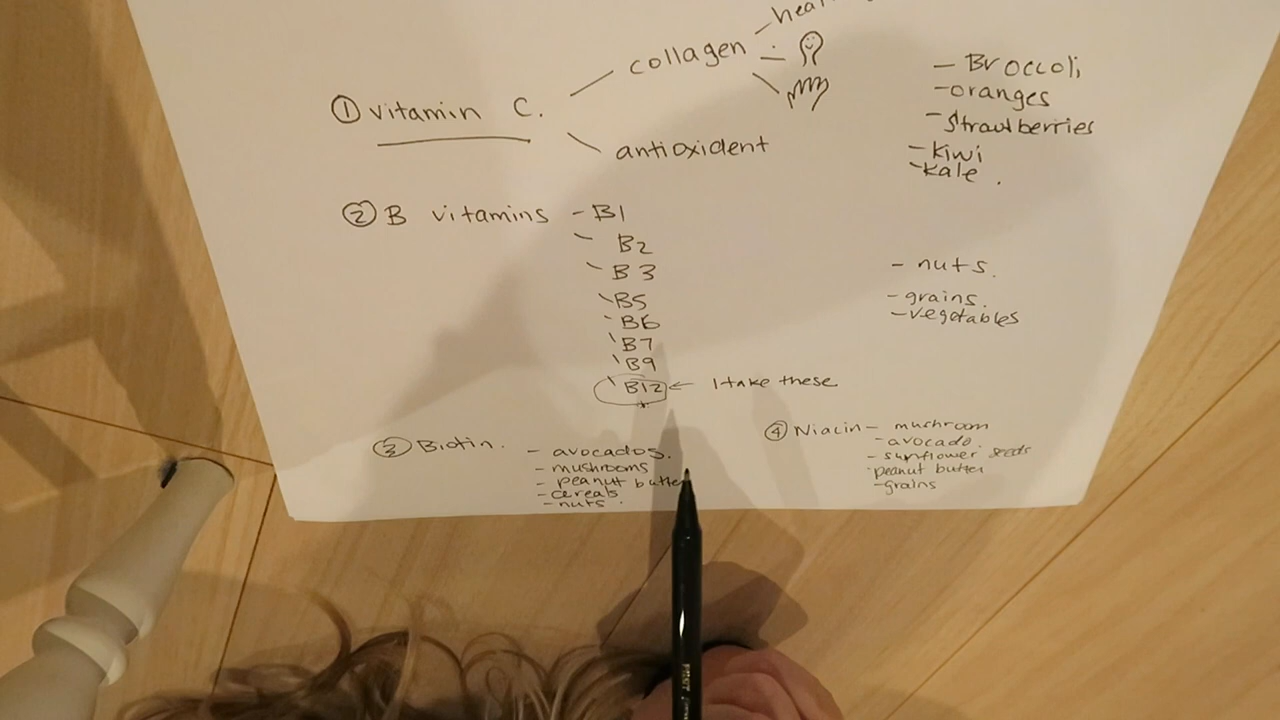 hea
① vitamin C.
collagen
antioxident
- Broccoli
- oranges
- Strawberries
- kiwi
- kale.
② B vitamins - B1
- B2
- B3
- B5
- B6
- B7
- B9
- B12 ← I take these
- nuts.
- grains.
- vegetables
③ Biotin. - avocados.
- mushrooms
- peanut butter
- cereals
- nuts.
④ Niacin - mushroom
- avocado.
- sunflower seeds
- peanut butter
- grains